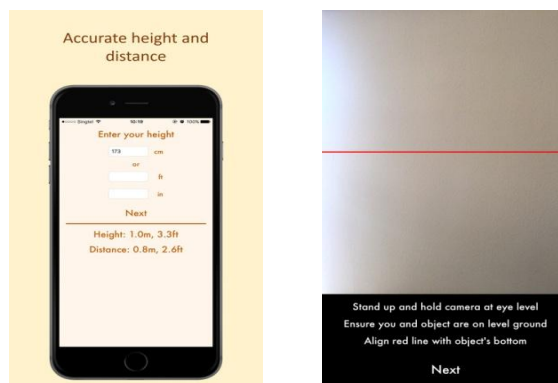 Accurate height and
distance
Singtel 10:19 100%
Enter your height
173 cm
or
ft
in
Next
Height: 1.0m, 3.3ft
Distance: 0.8m, 2.6ft
Stand up and hold camera at eye level
Ensure you and object are on level ground
Align red line with object's bottom
Next